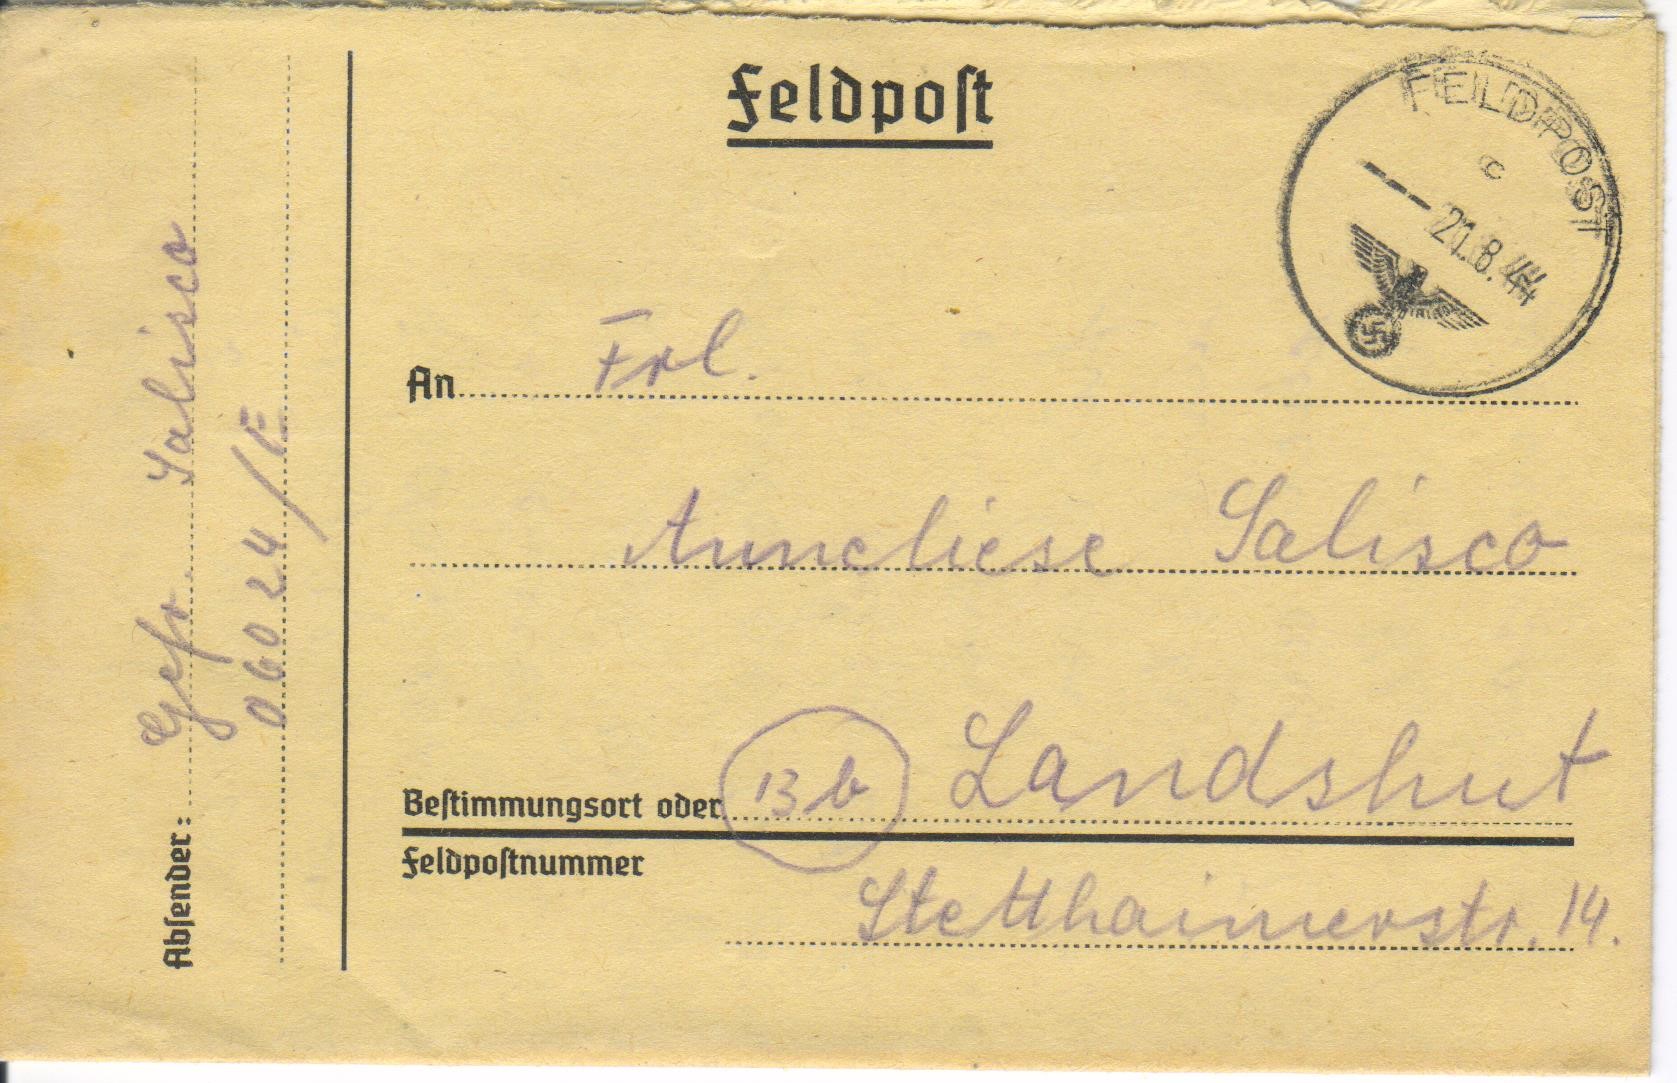 Feldpost
FELDPOST
c
21.8.44
An Frl.
Anneliese Salisco
Bestimmungsort oder 13b Landshut
Feldpostnummer
Stetthaimerstr. 14.
Absender: Gefr. Salisco
06024/E